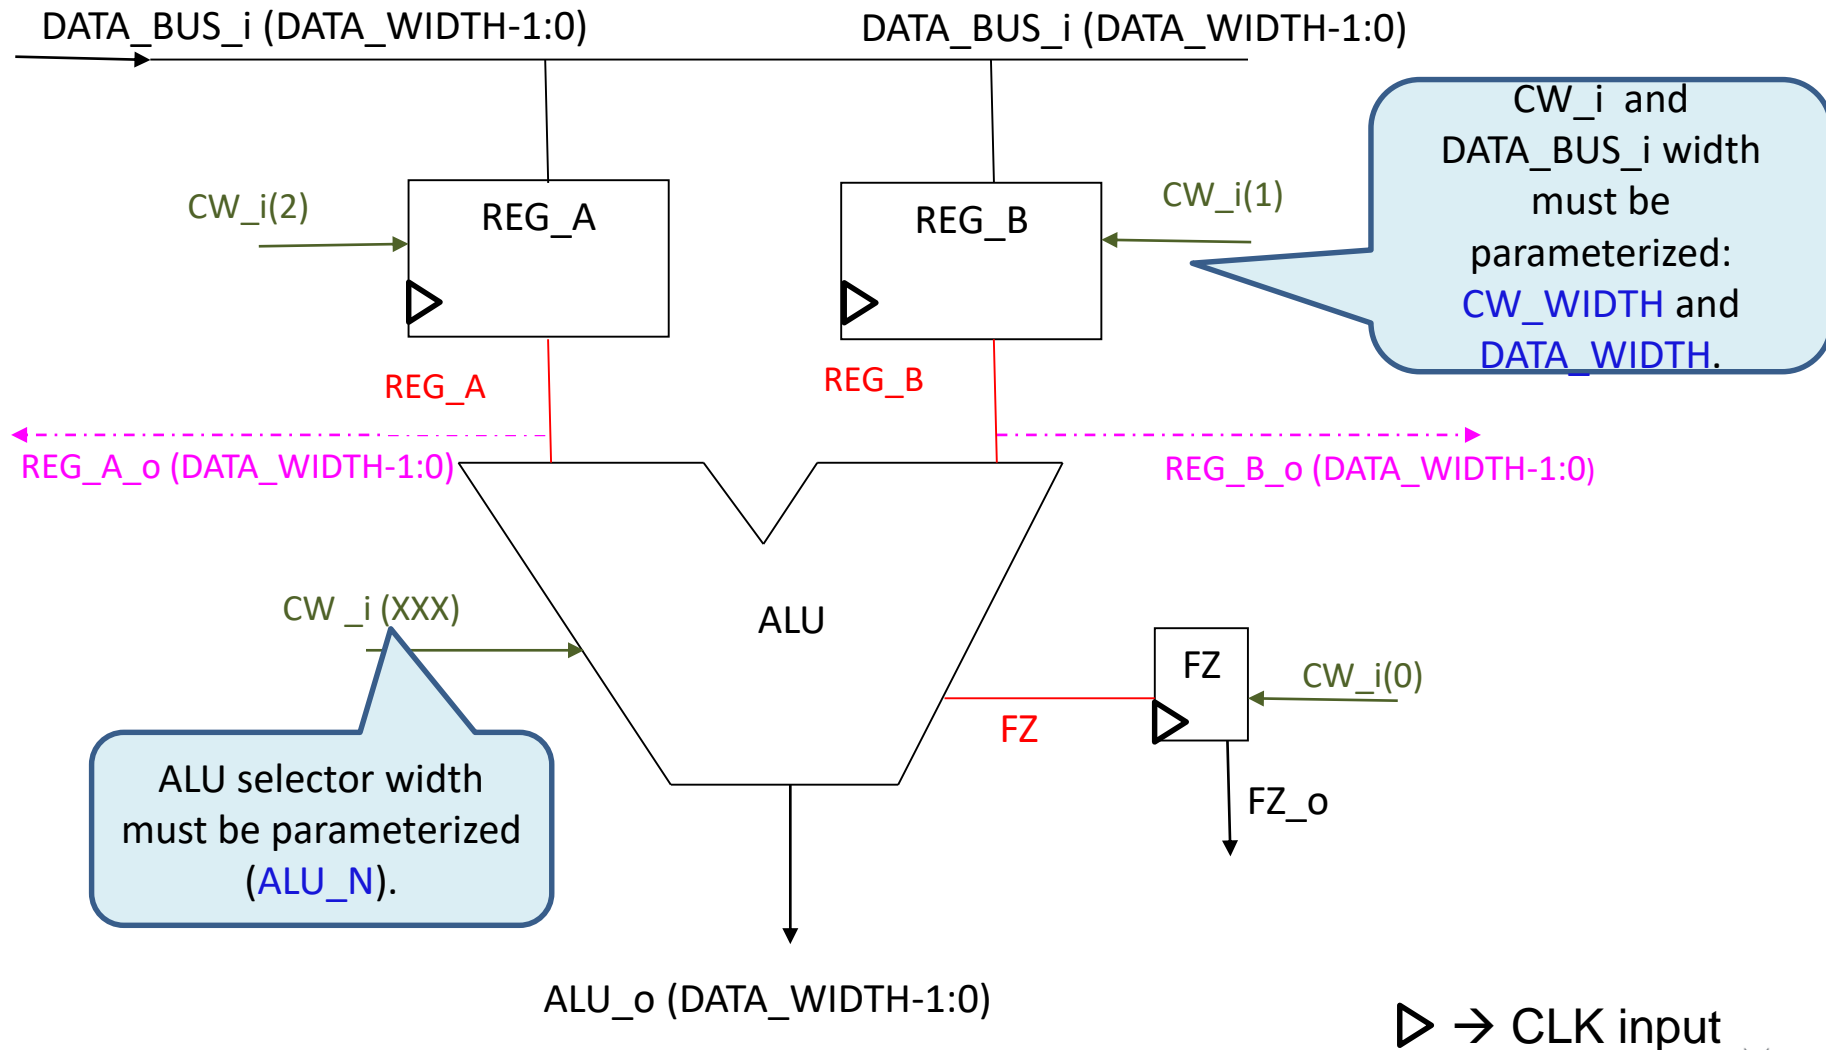 DATA_BUS_i (DATA_WIDTH-1:0)
DATA_BUS_i (DATA_WIDTH-1:0)
CW_i and
DATA_BUS_i width
must be
parameterized:
CW_WIDTH and
DATA_WIDTH.
CW_i(2)
REG_A
REG_B
CW_i(1)
REG_A
REG_B
REG_A_o (DATA_WIDTH-1:0)
REG_B_o (DATA_WIDTH-1:0)
CW _i (XXX)
ALU
FZ
CW_i(0)
FZ
ALU selector width
must be parameterized
(ALU_N).
FZ_o
ALU_o (DATA_WIDTH-1:0)
→ CLK input